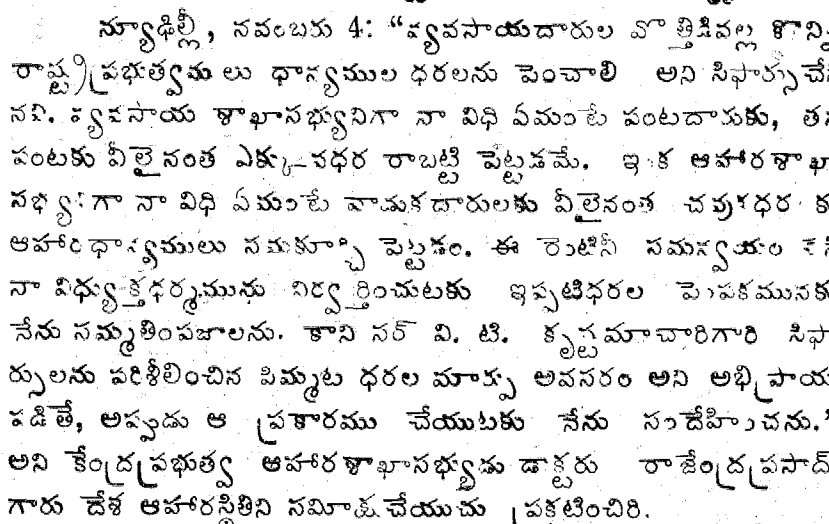 న్యూఢిల్లీ, నవంబరు 4: “వ్యవసాయదారుల వొత్తిడివల్ల కొన్ని
రాష్ట్ర ప్రభుత్వము లు ధాన్యముల ధరలను పెంచాలి అని సిఫార్సుచే
నవి. వ్యవసాయ శాఖాసభ్యునిగా నా విధి ఏమంటే పంటదారుకు, తన
పంటకు వీలైనంత ఎక్కువధర రాబట్టి పెట్టడమే. ఇక ఆహారశాఖా
సభ్యునిగా నా విధి ఏమంటే వాడుకదారులకు వీలైనంత చవుకధర కు
ఆహారధాన్యములు సమకూర్చి పెట్టడం. ఈ రెంటినీ సమన్వయం చేసి
నా విధ్యుక్తధర్మమును నిర్వర్తించుటకు ఇప్పటిధరల పెంపకమునకు
నేను సమ్మతింపజాలను. కాని సర్ వి. టి. కృష్ణమాచారిగారి సిఫా
ర్సులను పరిశీలించిన పిమ్మట ధరల మార్పు అవసరం అని అభిప్రాయ
పడితే, అప్పుడు ఆ ప్రకారము చేయుటకు నేను సందేహించను.”
అని కేంద్రప్రభుత్వ ఆహారశాఖాసభ్యుడు డాక్టరు రాజేంద్రప్రసాద్
గారు దేశ ఆహారస్థితిని సమీక్షచేయుచు ప్రకటించిరి.